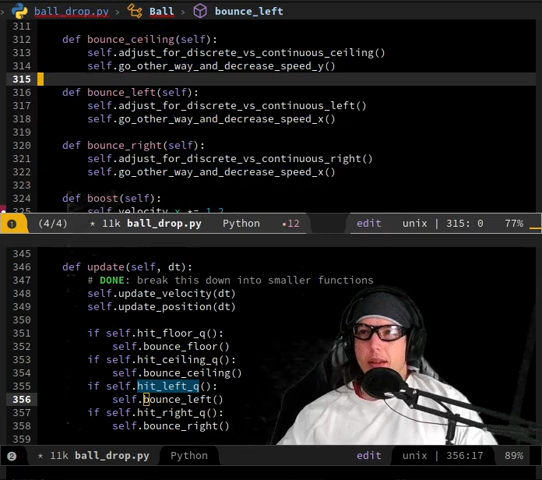 ball_drop.py › Ball › bounce_left
311
312 def bounce_ceiling(self):
313 self.adjust_for_discrete_vs_continuous_ceiling()
314 self.go_other_way_and_decrease_speed_y()
315
316 def bounce_left(self):
317 self.adjust_for_discrete_vs_continuous_left()
318 self.go_other_way_and_decrease_speed_x()
319
320 def bounce_right(self):
321 self.adjust_for_discrete_vs_continuous_right()
322 self.go_other_way_and_decrease_speed_x()
323
324 def boost(self):
325 self.velocity.x *= 1.2
1 (4/4) * 11k ball_drop.py Python •12 edit unix | 315: 0 77%
345
346 def update(self, dt):
347 # DONE: break this down into smaller functions
348 self.update_velocity(dt)
349 self.update_position(dt)
350
351 if self.hit_floor_q():
352 self.bounce_floor()
353 if self.hit_ceiling_q():
354 self.bounce_ceiling()
355 if self.hit_left_q():
356 self.bounce_left()
357 if self.hit_right_q():
358 self.bounce_right()
359
2 * 11k ball_drop.py Python edit unix | 356:17 89%